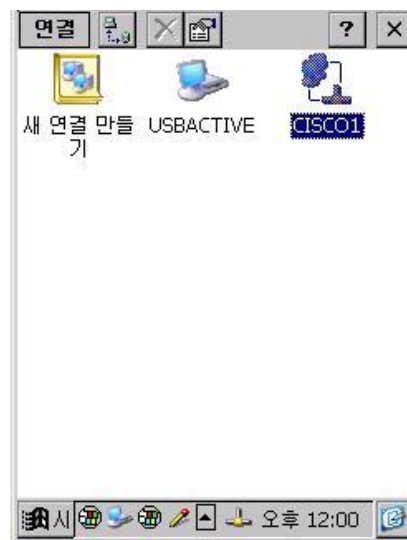 연결
?
새 연결 만들
기
USBACTIVE
CISCO1
시
오후 12:00